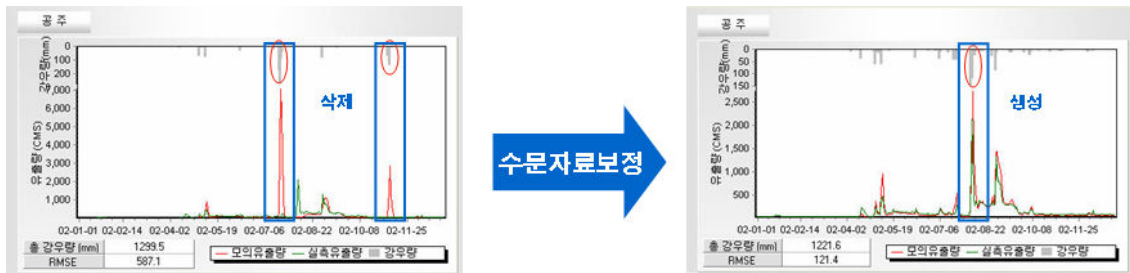 공 주
강우량(mm)
0
100
200
유출량 (CMS)
7,000
6,000
5,000
4,000
3,000
2,000
1,000
삭제
02-01-01 02-02-14 02-04-02 02-05-19 02-07-06 02-08-22 02-10-08 02-11-25
총 강우량 (mm) 1299.5
RMSE 587.1
모의유출량 실측유출량 강우량
수문자료보정
공 주
강우량(mm)
0
50
100
150
유출량 (CMS)
2,500
2,000
1,500
1,000
500
생성
02-01-01 02-02-14 02-04-02 02-05-19 02-07-06 02-08-22 02-10-08 02-11-25
총 강우량 (mm) 1221.6
RMSE 121.4
모의유출량 실측유출량 강우량